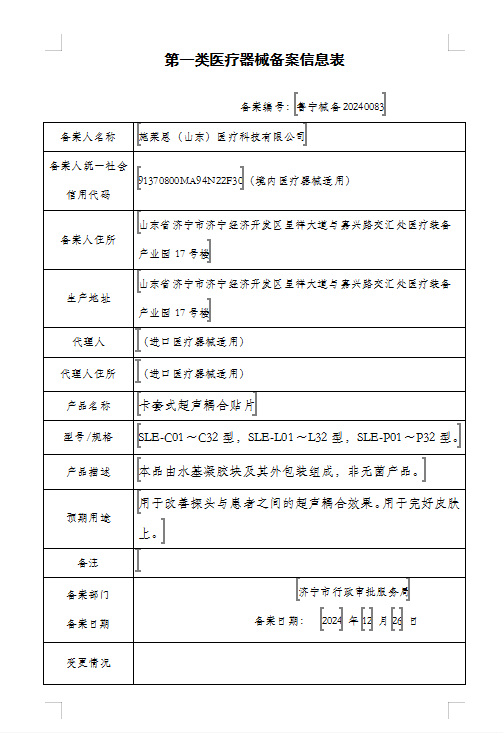 第一类医疗器械备案信息表
备案编号：鲁宁械备20240083
备案人名称 施莱恩（山东）医疗科技有限公司
备案人统一社会
信用代码
91370800MA94N22F3C（境内医疗器械适用）
备案人住所
山东省济宁市济宁经济开发区呈祥大道与嘉兴路交汇处医疗装备
产业园17号楼
生产地址
山东省济宁市济宁经济开发区呈祥大道与嘉兴路交汇处医疗装备
产业园17号楼
代理人 （进口医疗器械适用）
代理人住所 （进口医疗器械适用）
产品名称 卡套式超声耦合贴片
型号/规格 SLE-C01～C32型，SLE-L01～L32型，SLE-P01～P32型。
产品描述 本品由水基凝胶块及其外包装组成，非无菌产品。
预期用途
用于改善探头与患者之间的超声耦合效果。用于完好皮肤
上。
备注
备案部门
备案日期
济宁市行政审批服务局
备案日期： 2024 年 12 月 26 日
变更情况